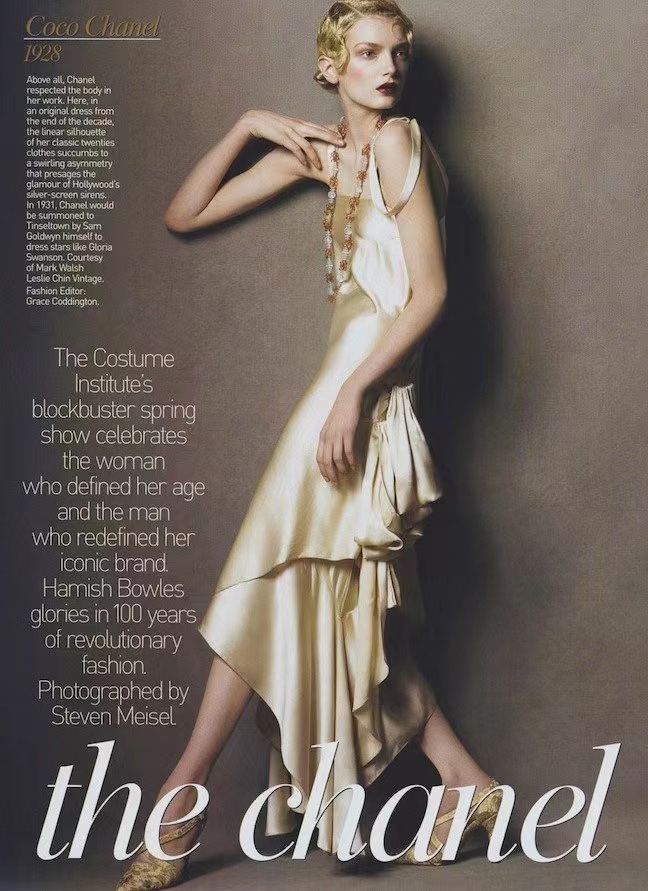 Coco Chanel
1928
Above all, Chanel
respected the body in
her work. Here, in
an original dress from
the end of the decade,
the linear silhouette
of her classic twenties
clothes succumbs to
a swirling asymmetry
that presages the
glamour of Hollywood's
silver-screen sirens.
In 1931, Chanel would
be summoned to
Tinseltown by Sam
Goldwyn himself to
dress stars like Gloria
Swanson. Courtesy
of Mark Walsh
Leslie Chin Vintage.
Fashion Editor:
Grace Coddington.
The Costume
Institute's
blockbuster spring
show celebrates
the woman
who defined her age
and the man
who redefined her
iconic brand.
Hamish Bowles
glories in 100 years
of revolutionary
fashion.
Photographed by
Steven Meisel.
the chanel